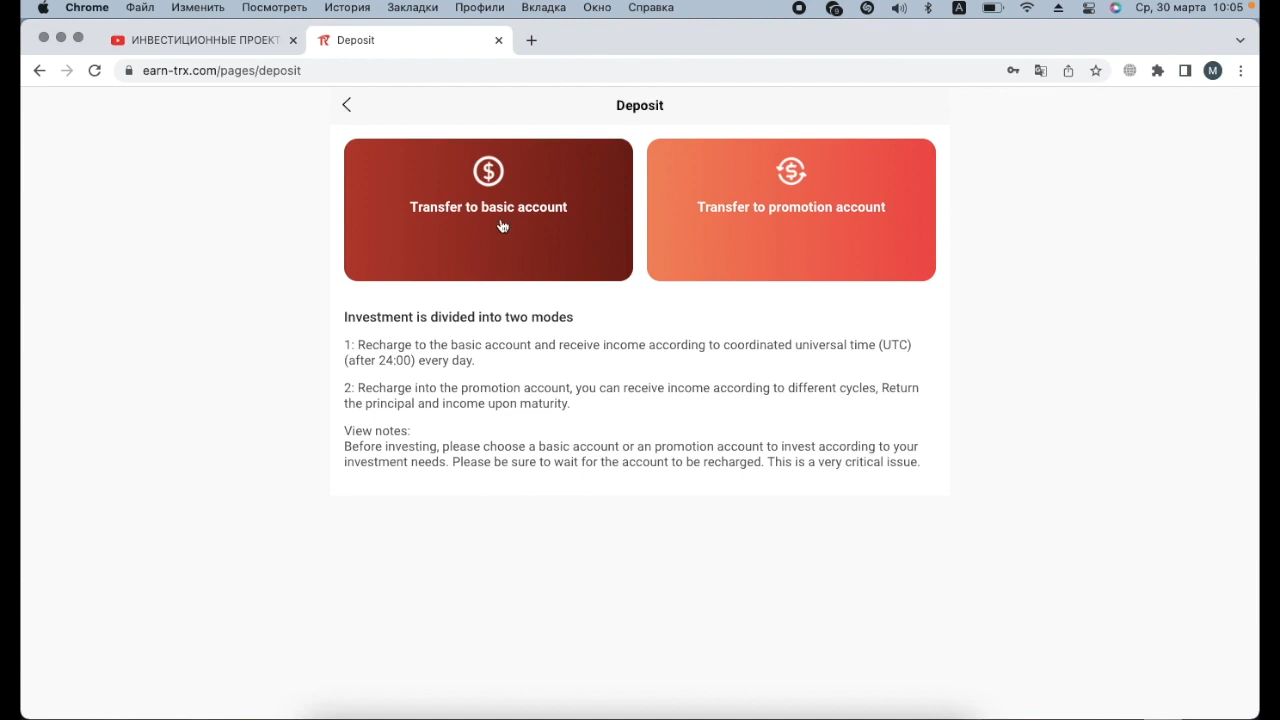 Chrome Файл Изменить Посмотреть История Закладки Профили Вкладка Окно Справка 9 A Ср, 30 марта 10:05
ИНВЕСТИЦИОННЫЕ ПРОЕКТ Deposit
earn-trx.com/pages/deposit M
Deposit
Transfer to basic account
Transfer to promotion account
Investment is divided into two modes
1: Recharge to the basic account and receive income according to coordinated universal time (UTC)
(after 24:00) every day.
2: Recharge into the promotion account, you can receive income according to different cycles, Return
the principal and income upon maturity.
View notes:
Before investing, please choose a basic account or an promotion account to invest according to your
investment needs. Please be sure to wait for the account to be recharged. This is a very critical issue.